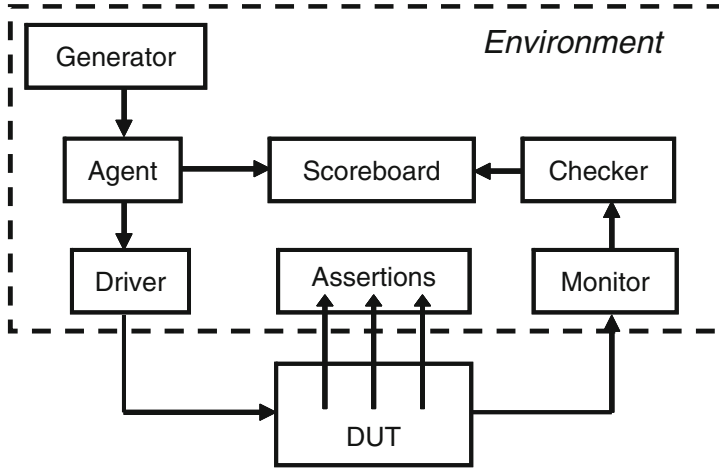 Environment
Generator
Agent
Scoreboard
Checker
Driver
Assertions
Monitor
DUT